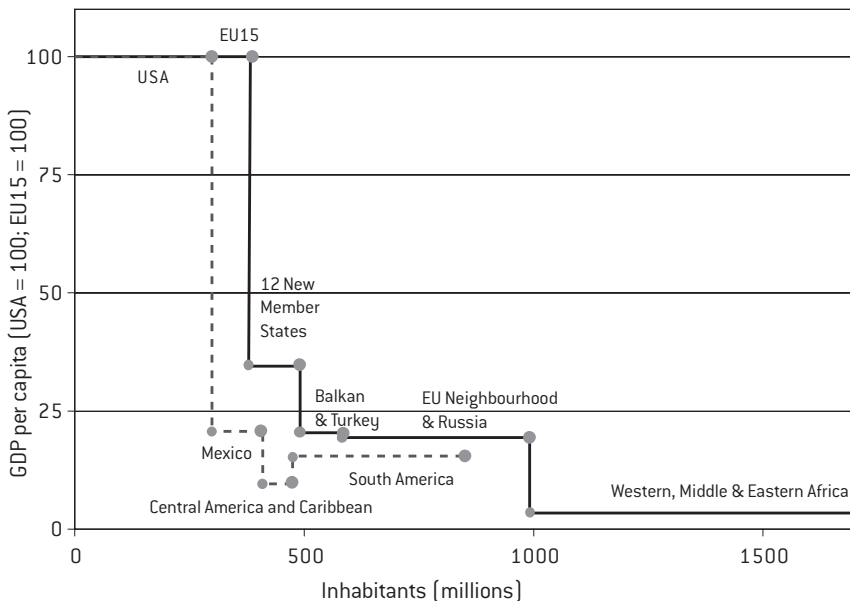 GDP per capita (USA = 100; EU15 = 100)
100
75
50
25
0
EU15
USA
12 New
Member
States
Balkan
& Turkey
EU Neighbourhood
& Russia
Mexico
South America
Central America and Caribbean
Western, Middle & Eastern Africa
0
500
1000
1500
Inhabitants (millions)